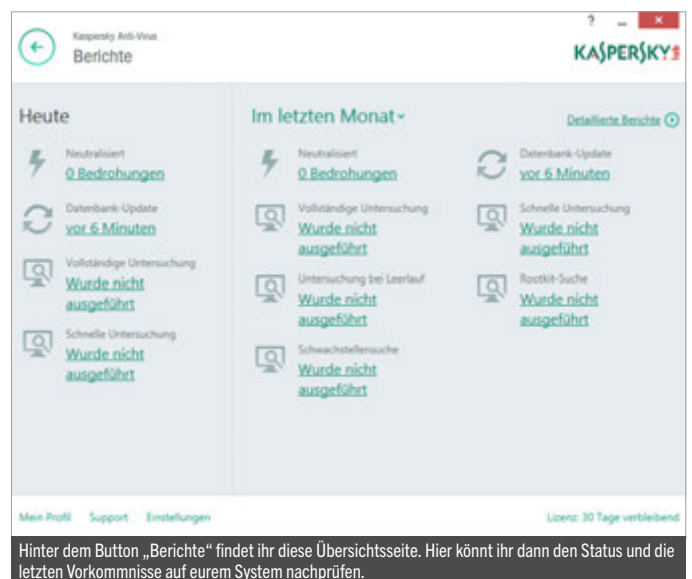 Kaspersky Anti-Virus
Berichte
KASPERSKY
Heute
Neutralisiert
0 Bedrohungen
Datenbank-Update
vor 6 Minuten
Vollständige Untersuchung
Wurde nicht
ausgeführt
Schnelle Untersuchung
Wurde nicht
ausgeführt
Im letzten Monat
Detaillierte Berichte
Neutralisiert
0 Bedrohungen
Vollständige Untersuchung
Wurde nicht
ausgeführt
Untersuchung bei Leerlauf
Wurde nicht
ausgeführt
Schwachstellensuche
Wurde nicht
ausgeführt
Datenbank-Update
vor 6 Minuten
Schnelle Untersuchung
Wurde nicht
ausgeführt
Rootkit-Suche
Wurde nicht
ausgeführt
Mein Profil Support Einstellungen
Lizenz: 30 Tage verbleibend
Hinter dem Button „Berichte“ findet ihr diese Übersichtsseite. Hier könnt ihr dann den Status und die
letzten Vorkommnisse auf eurem System nachprüfen.